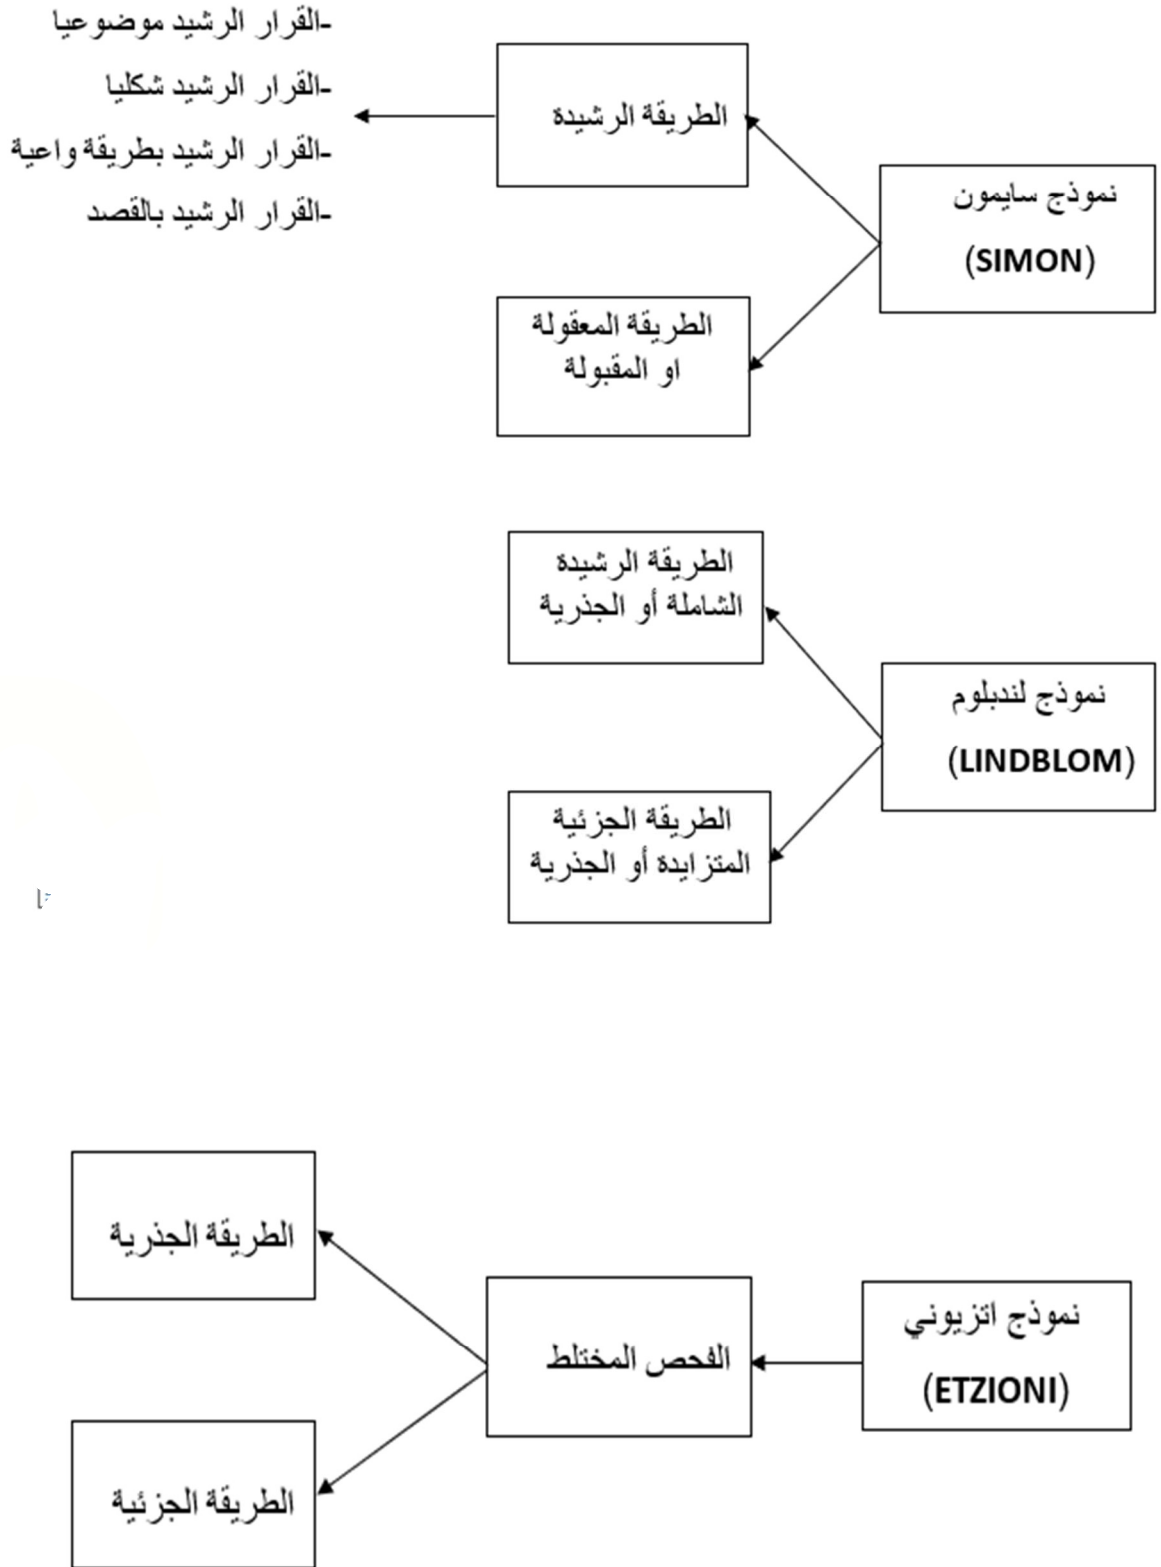 نموذج سايمون
(SIMON)
الطريقة الرشيدة
-القرار الرشيد موضوعيا
-القرار الرشيد شكليا
-القرار الرشيد بطريقة واعية
-القرار الرشيد بالقصد
الطريقة المعقولة
او المقبولة
نموذج لندبلوم
(LINDBLOM)
الطريقة الرشيدة
الشاملة أو الجذرية
الطريقة الجزئية
المتزايدة أو الجذرية
نموذج اتزيوني
(ETZIONI)
الفحص المختلط
الطريقة الجذرية
الطريقة الجزئية